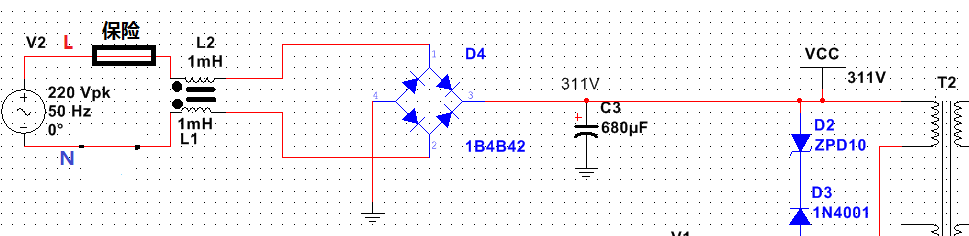 保险
V2
L
L2
1mH
220 Vpk
50 Hz
0°
1mH
L1
N
D4
1
4
3
2
1B4B42
311V
C3
680µF
VCC
311V
T2
D2
ZPD10
D3
1N4001